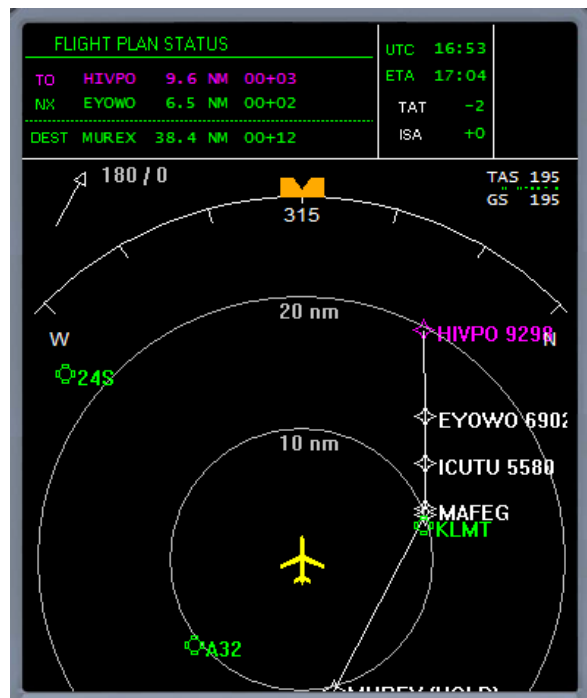 FLIGHT PLAN STATUS
TO HIVPO 9.6 NM 00+03
NX EYOWO 6.5 NM 00+02
DEST MUREX 38.4 NM 00+12
UTC 16:53
ETA 17:04
TAT -2
ISA +0
180 / 0
TAS 195
GS 195
315
20 nm
W
HIVPO 9298
N
24S
EYOWO 6902
10 nm
ICUTU 5580
MAFEG
KLMT
A32
MUREX (HOLD)